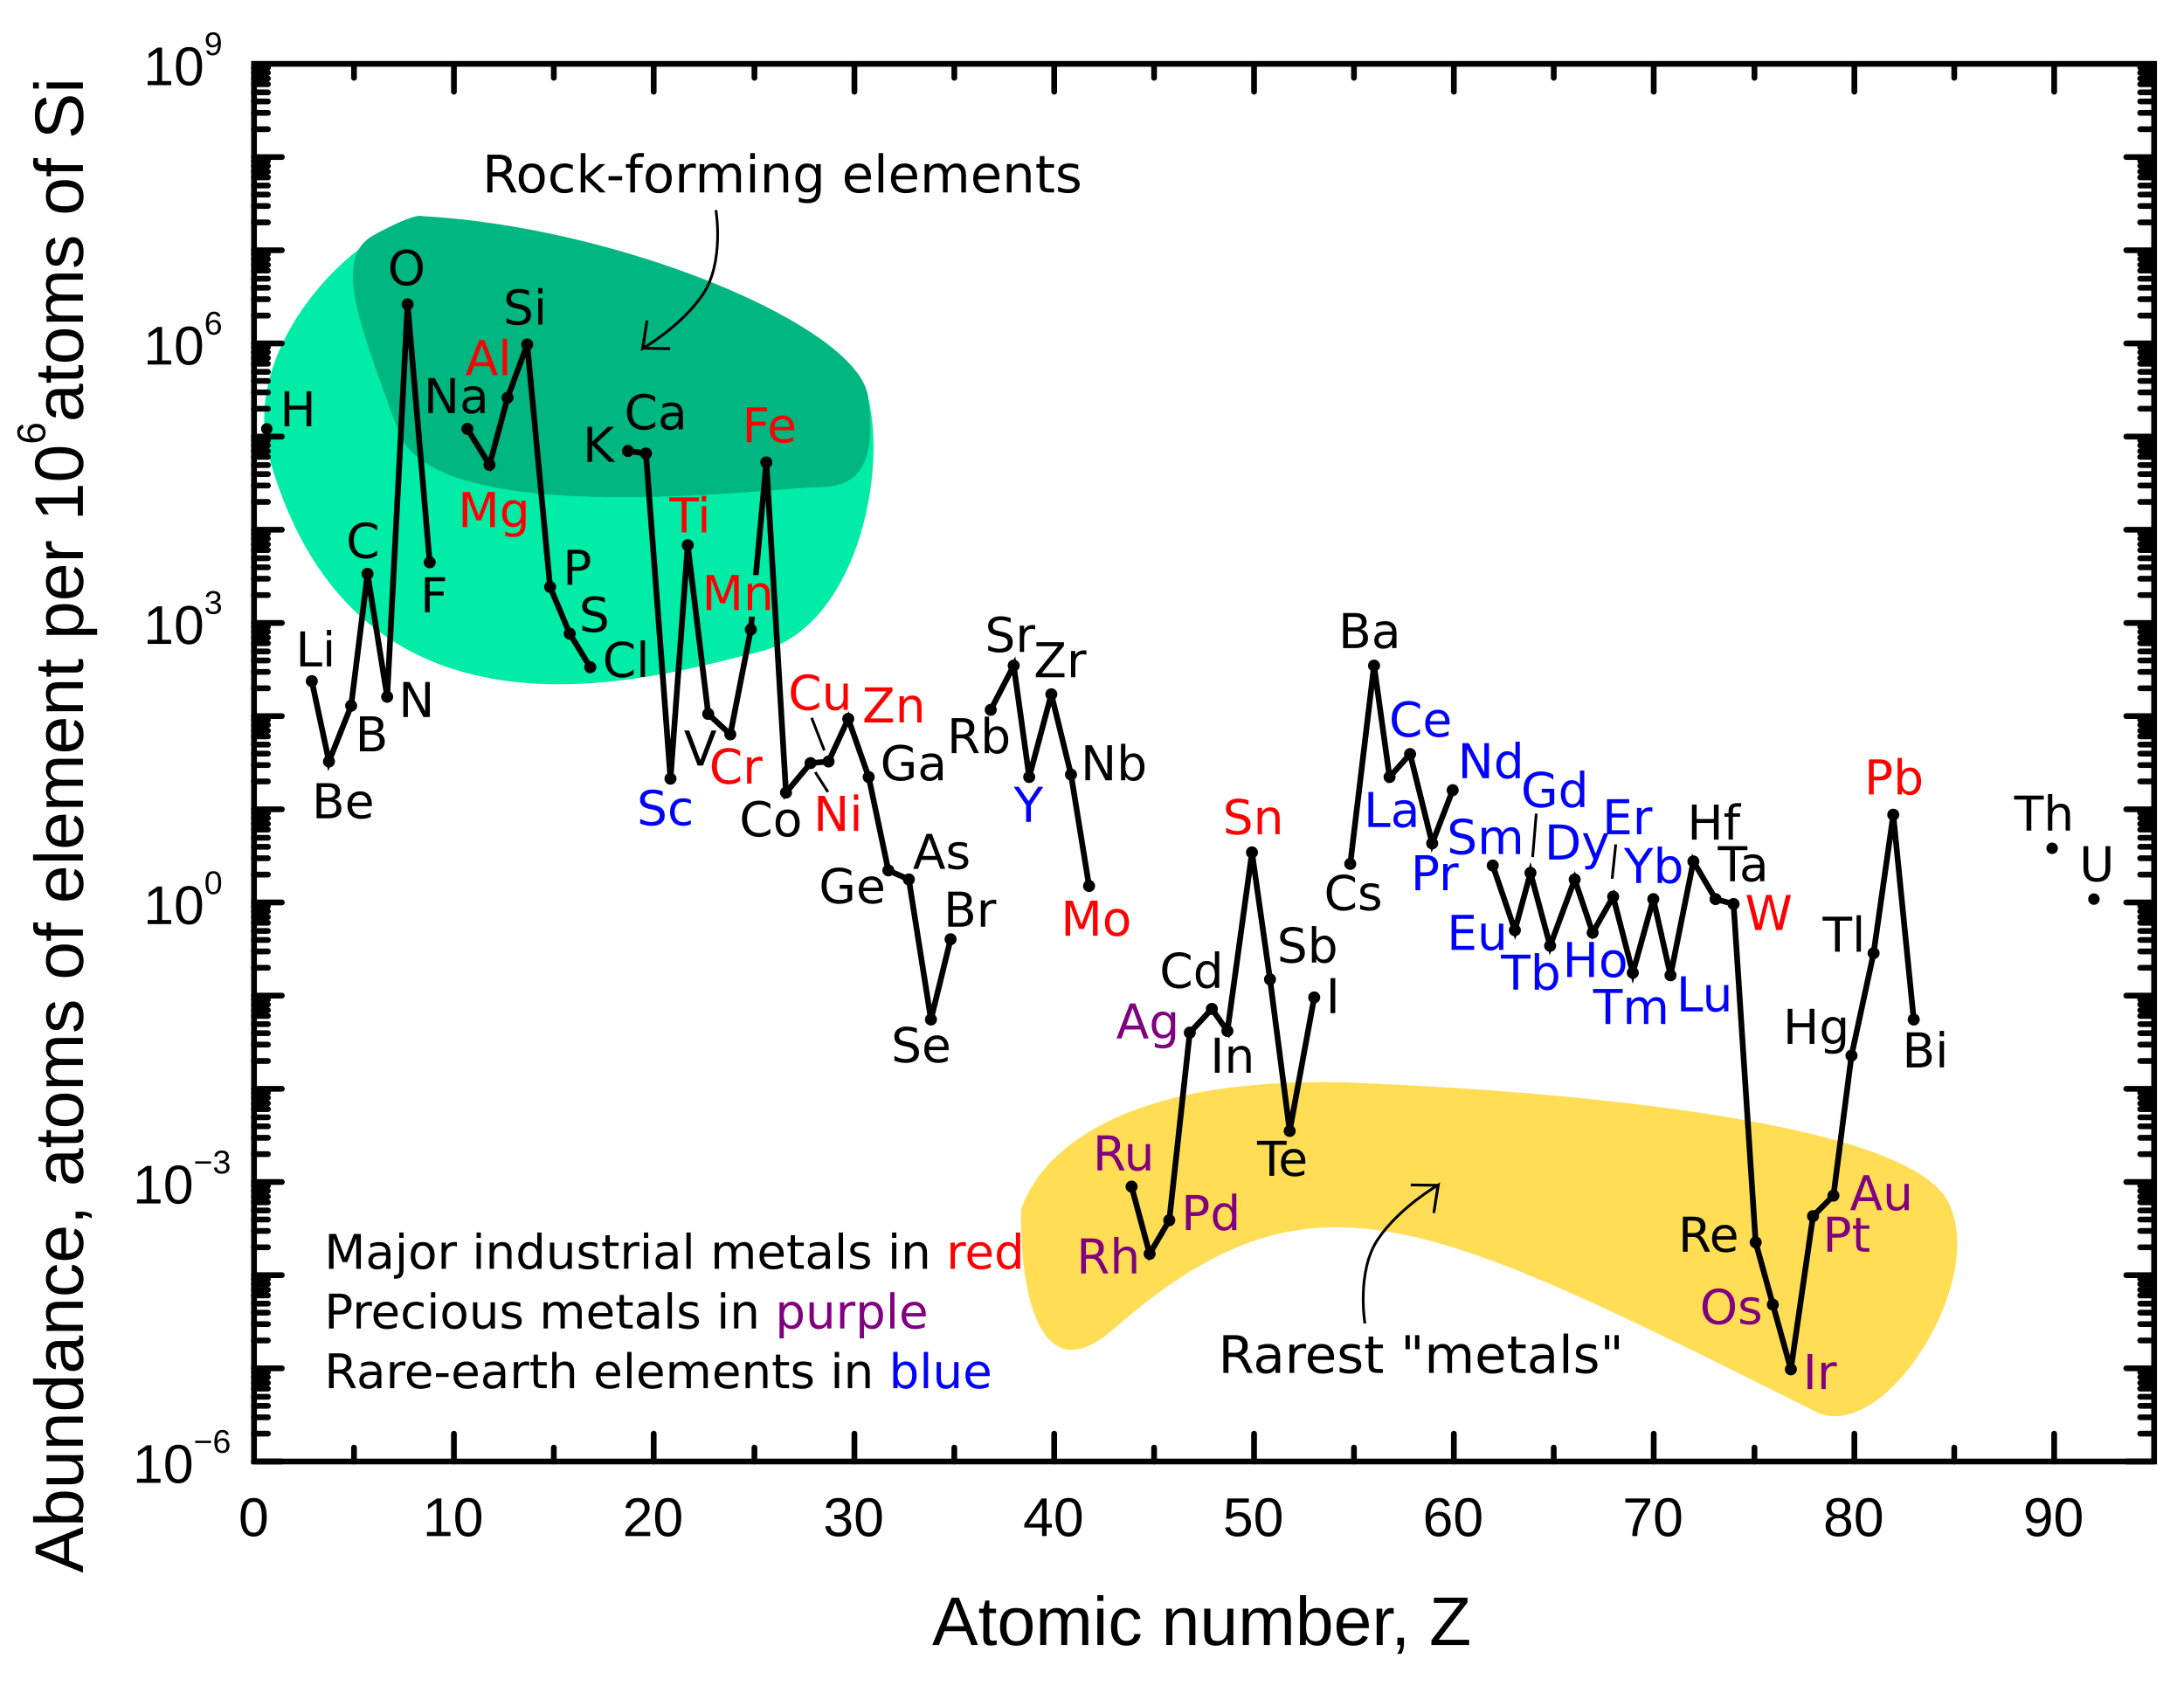 Abundance, atoms of element per 10⁶ atoms of Si
10⁹
10⁶
10³
10⁰
10⁻³
10⁻⁶
Rock-forming elements
H
Li
Be
B
C
N
O
F
Na
Mg
Al
Si
P
S
Cl
K
Ca
Sc
Ti
V
Cr
Mn
Fe
Co
Ni
Cu
Zn
Ga
Ge
As
Se
Br
Rb
Sr
Y
Zr
Nb
Mo
Ru
Rh
Pd
Ag
Cd
In
Sn
Sb
Te
I
Cs
Ba
La
Ce
Pr
Nd
Sm
Eu
Gd
Tb
Dy
Ho
Er
Tm
Yb
Lu
Hf
Ta
W
Re
Os
Ir
Pt
Au
Hg
Tl
Pb
Bi
Th
U
Major industrial metals in red
Precious metals in purple
Rare-earth elements in blue
Rarest "metals"
0 10 20 30 40 50 60 70 80 90
Atomic number, Z